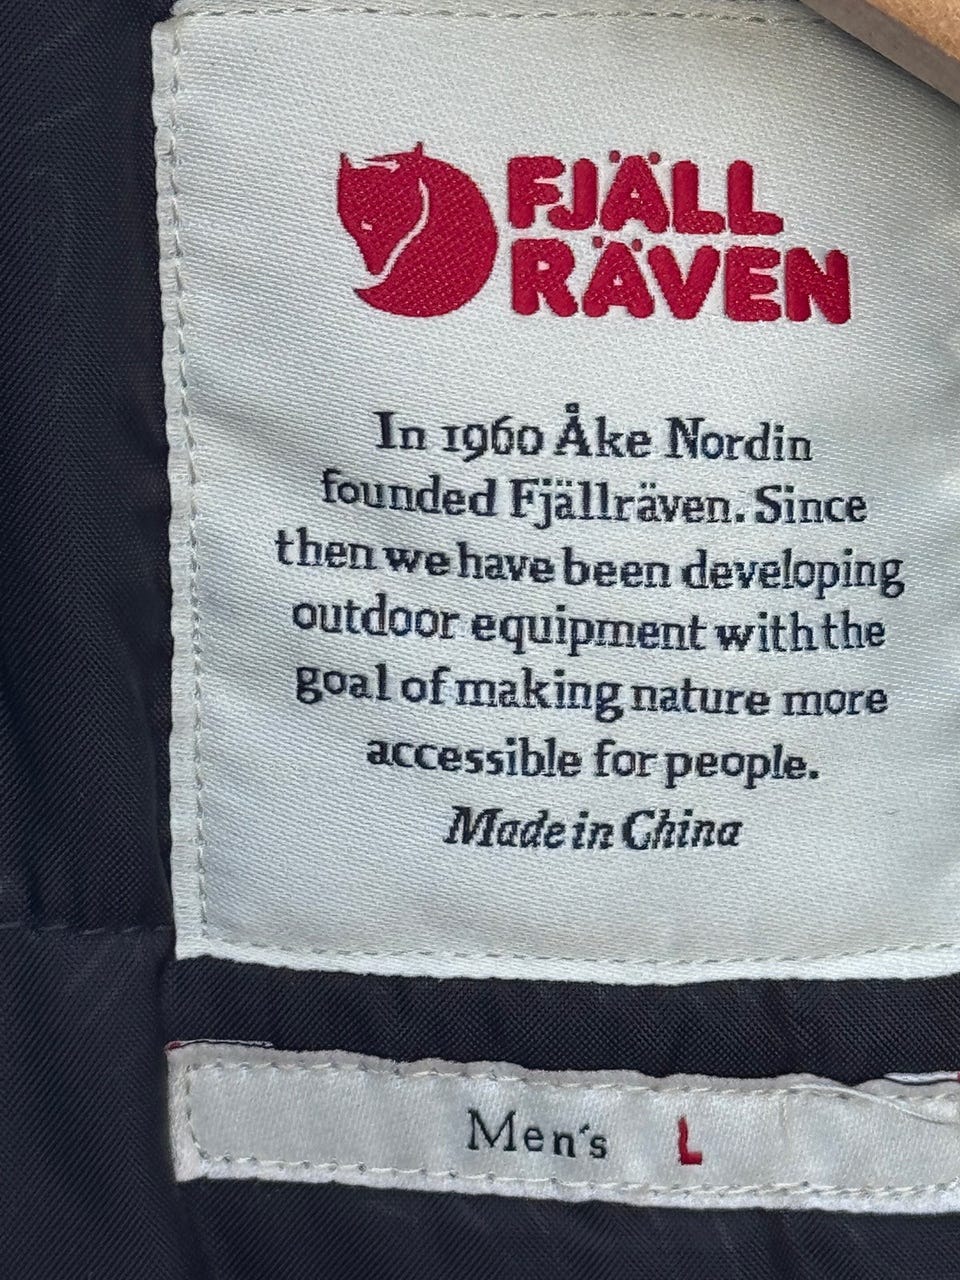 FJÄLL
RÄVEN
In 1960 Åke Nordin
founded Fjällräven. Since
then we have been developing
outdoor equipment with the
goal of making nature more
accessible for people.
Made in China
Men's L